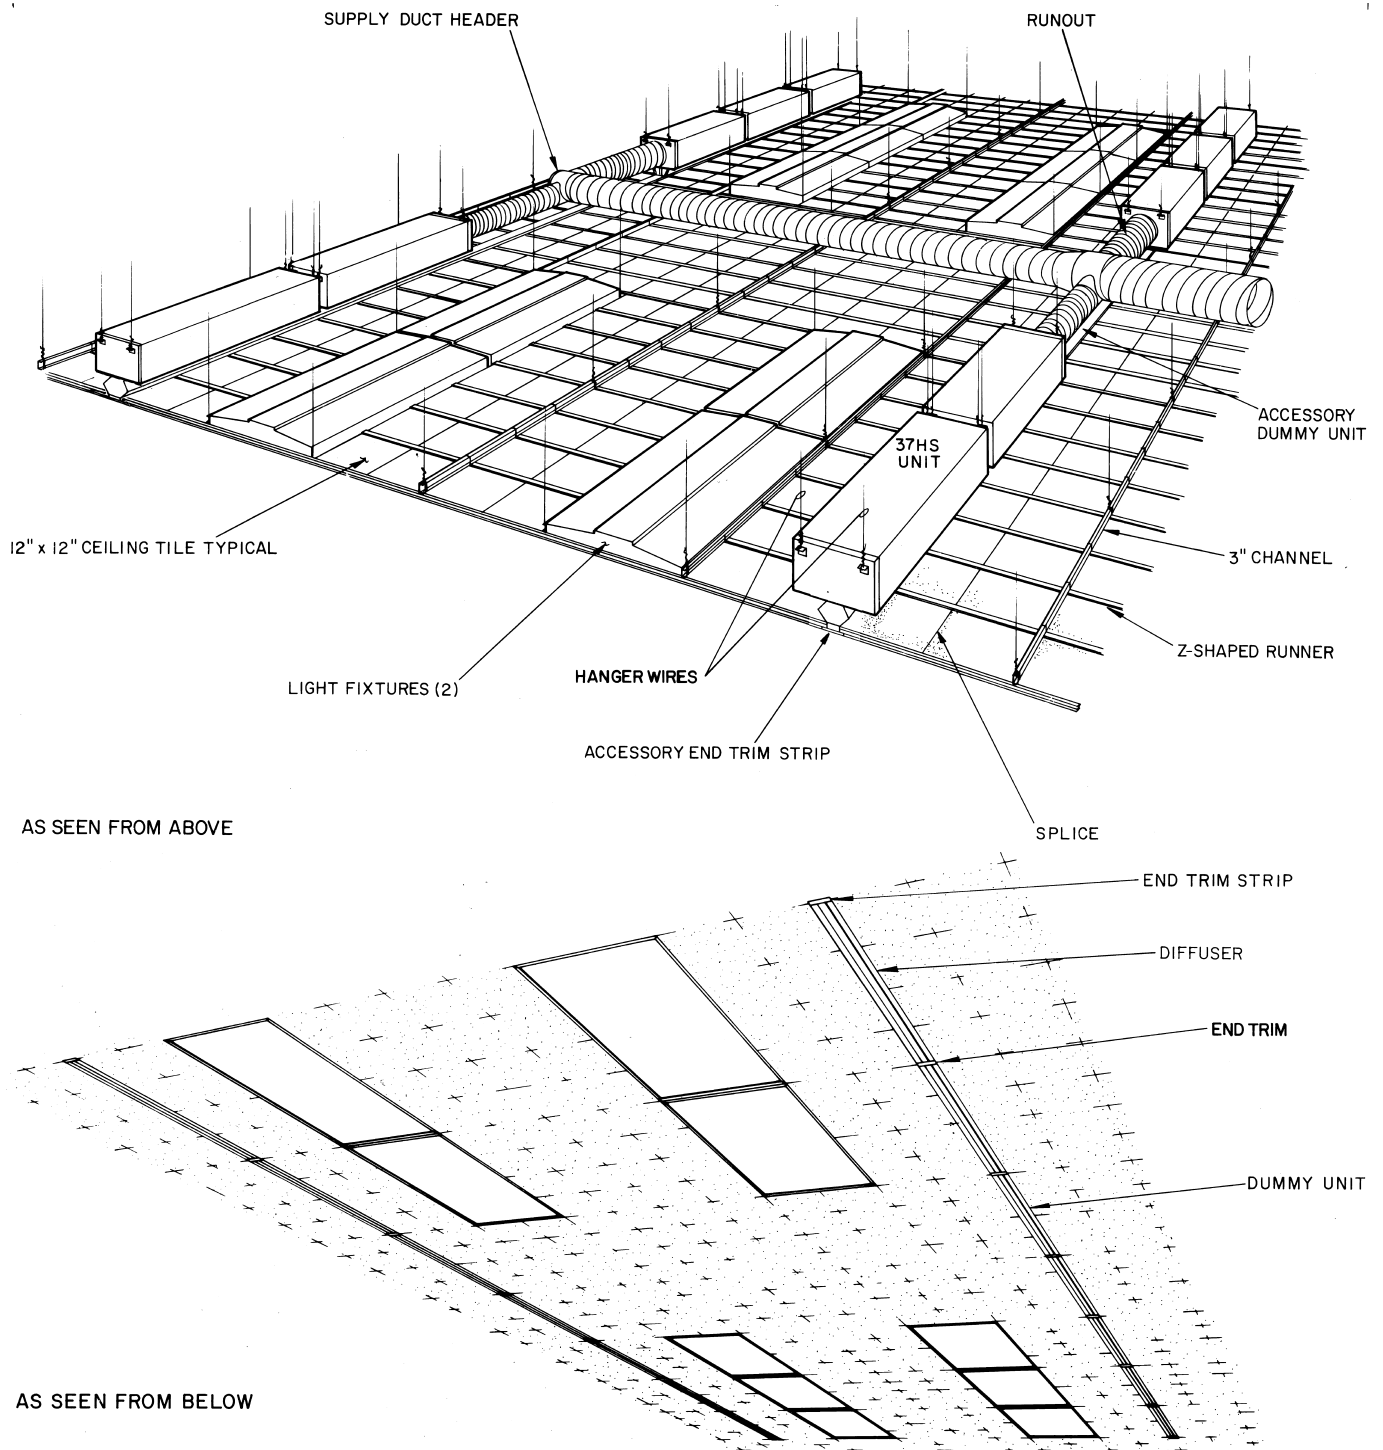 SUPPLY DUCT HEADER
RUNOUT
37HS
UNIT
ACCESSORY
DUMMY UNIT
12" x 12" CEILING TILE TYPICAL
3" CHANNEL
Z-SHAPED RUNNER
HANGER WIRES
LIGHT FIXTURES (2)
ACCESSORY END TRIM STRIP
SPLICE
AS SEEN FROM ABOVE
END TRIM STRIP
DIFFUSER
END TRIM
DUMMY UNIT
AS SEEN FROM BELOW